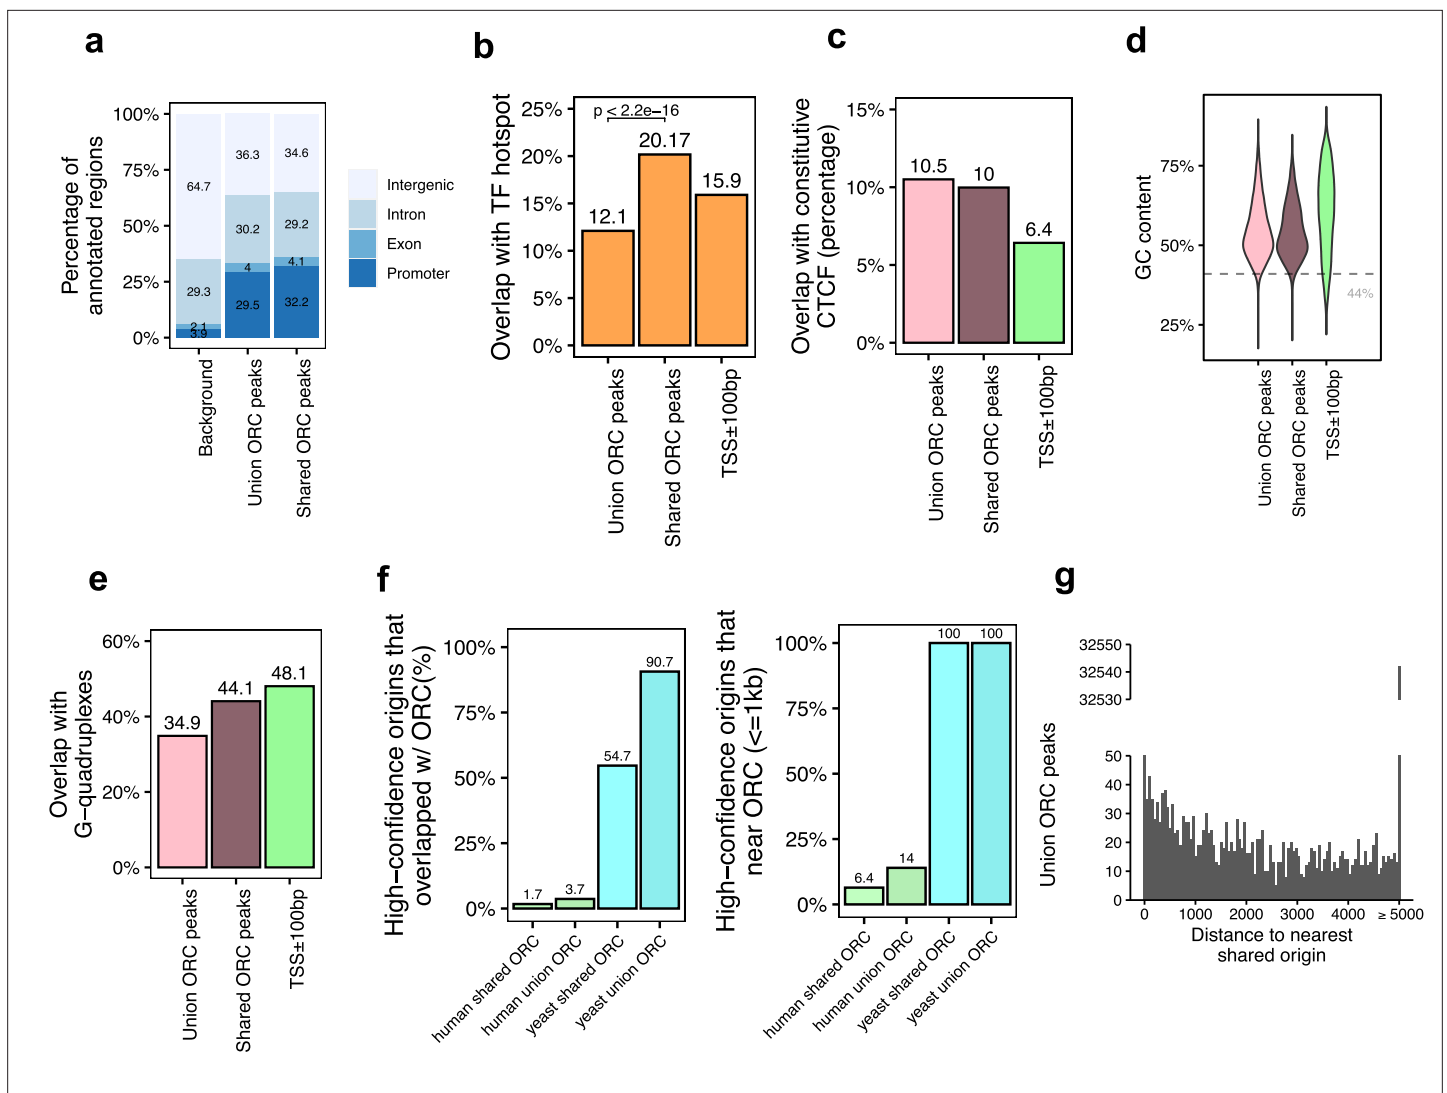 a
Percentage of
annotated regions
100%
75%
50%
25%
0%
64.7
29.3
2.1
3.9
36.3
30.2
4
29.5
34.6
29.2
4.1
32.2
Background
Union ORC peaks
Shared ORC peaks
Intergenic
Intron
Exon
Promoter
b
Overlap with TF hotspot
25%
20%
15%
10%
5%
0%
p < 2.2e−16
12.1
20.17
15.9
Union ORC peaks
Shared ORC peaks
TSS±100bp
c
Overlap with constitutive
CTCF (percentage)
15%
10%
5%
0%
10.5
10
6.4
Union ORC peaks
Shared ORC peaks
TSS±100bp
d
GC content
75%
50%
25%
44%
Union ORC peaks
Shared ORC peaks
TSS±100bp
e
Overlap with
G−quadruplexes
60%
40%
20%
0%
34.9
44.1
48.1
Union ORC peaks
Shared ORC peaks
TSS±100bp
f
High−confidence origins that
overlapped w/ ORC(%)
100%
75%
50%
25%
0%
1.7
3.7
54.7
90.7
human shared ORC
human union ORC
yeast shared ORC
yeast union ORC
High−confidence origins that
near ORC (<=1kb)
100%
75%
50%
25%
0%
6.4
14
100
100
human shared ORC
human union ORC
yeast shared ORC
yeast union ORC
g
Union ORC peaks
32550
32540
32530
50
40
30
20
10
0
0
1000
2000
3000
4000
≥ 5000
Distance to nearest
shared origin